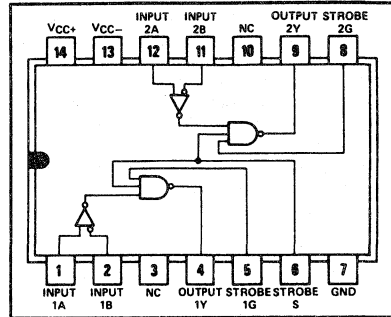 VCC+ VCC– INPUT 2A INPUT 2B NC OUTPUT 2Y STROBE 2G
14 13 12 11 10 9 8
1 2 3 4 5 6 7
INPUT 1A INPUT 1B NC OUTPUT 1Y STROBE 1G STROBE S GND